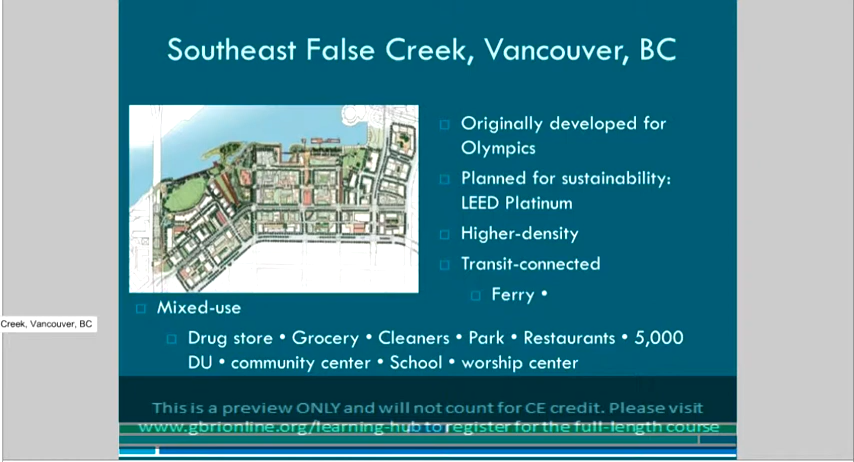 Southeast False Creek, Vancouver, BC
Originally developed for
Olympics
Planned for sustainability:
LEED Platinum
Higher-density
Transit-connected
Ferry •
Mixed-use
Creek, Vancouver, BC
Drug store • Grocery • Cleaners • Park • Restaurants • 5,000
DU • community center • School • worship center
This is a preview ONLY and will not count for CE credit. Please visit
www.gbrionline.org/learning-hub to register for the full-length course